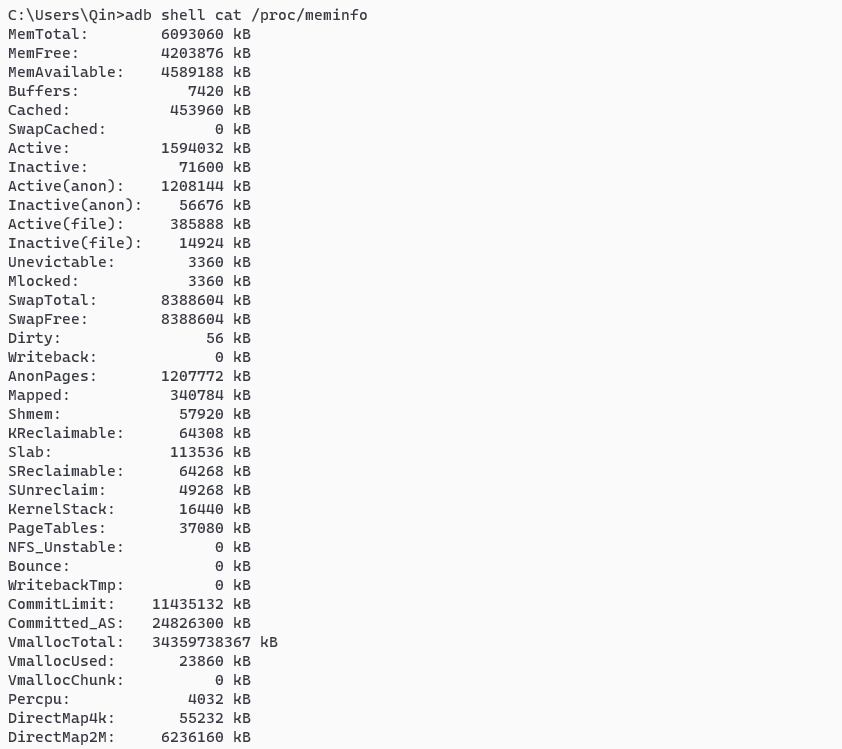 C:\Users\Qin>adb shell cat /proc/meminfo
MemTotal:        6093060 kB
MemFree:         4203876 kB
MemAvailable:    4589188 kB
Buffers:            7420 kB
Cached:           453960 kB
SwapCached:            0 kB
Active:          1594032 kB
Inactive:          71600 kB
Active(anon):    1208144 kB
Inactive(anon):    56676 kB
Active(file):     385888 kB
Inactive(file):    14924 kB
Unevictable:        3360 kB
Mlocked:            3360 kB
SwapTotal:       8388604 kB
SwapFree:        8388604 kB
Dirty:                56 kB
Writeback:             0 kB
AnonPages:       1207772 kB
Mapped:           340784 kB
Shmem:             57920 kB
KReclaimable:      64308 kB
Slab:             113536 kB
SReclaimable:      64268 kB
SUnreclaim:        49268 kB
KernelStack:       16440 kB
PageTables:        37080 kB
NFS_Unstable:          0 kB
Bounce:                0 kB
WritebackTmp:          0 kB
CommitLimit:    11435132 kB
Committed_AS:   24826300 kB
VmallocTotal:   34359738367 kB
VmallocUsed:       23860 kB
VmallocChunk:          0 kB
Percpu:             4032 kB
DirectMap4k:       55232 kB
DirectMap2M:     6236160 kB